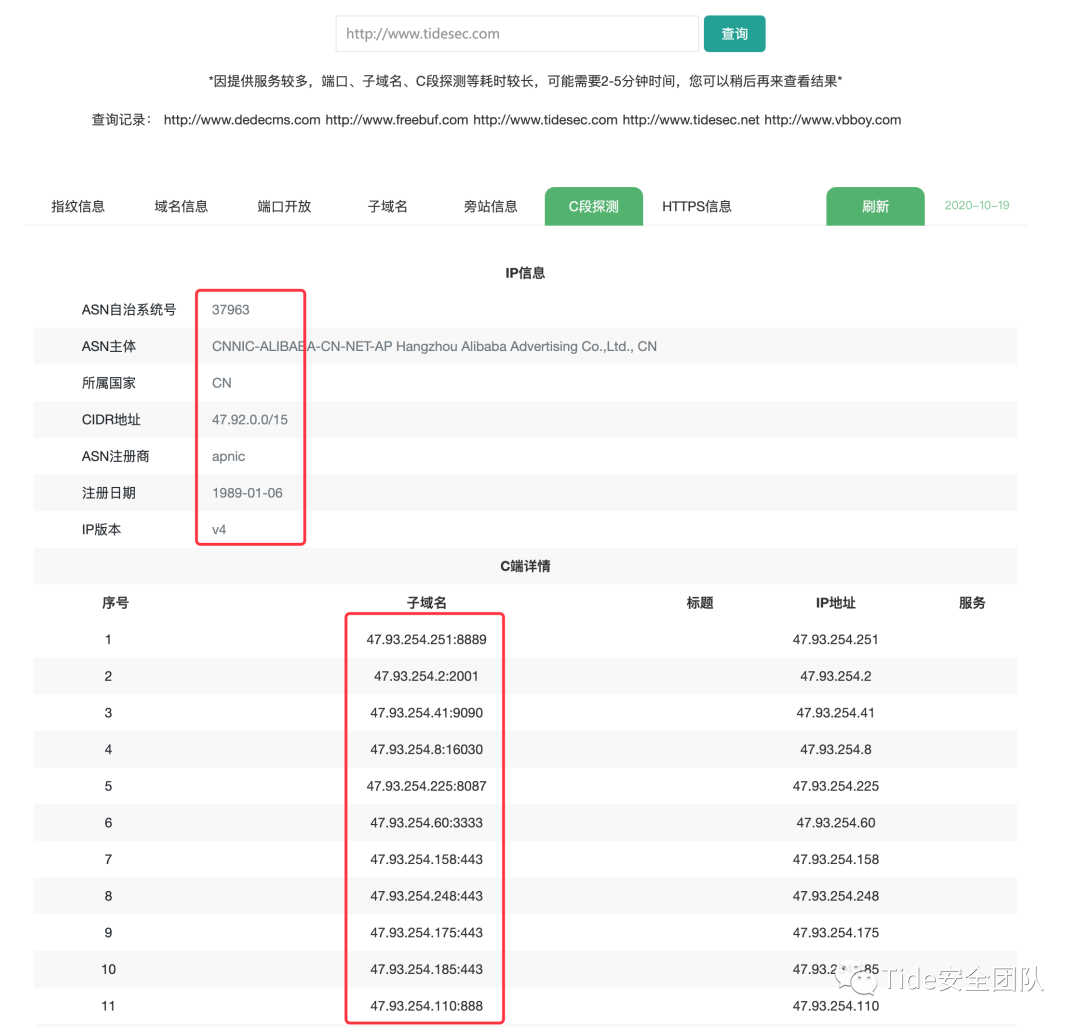 http://www.tidesec.com 查询
*因提供服务较多，端口、子域名、C段探测等耗时较长，可能需要2-5分钟时间，您可以稍后再来查看结果*
查询记录： http://www.dedecms.com http://www.freebuf.com http://www.tidesec.com http://www.tidesec.net http://www.vbboy.com
指纹信息 域名信息 端口开放 子域名 旁站信息 C段探测 HTTPS信息 刷新 2020-10-19
IP信息
ASN自治系统号 37963
ASN主体 CNNIC-ALIBABA-CN-NET-AP Hangzhou Alibaba Advertising Co.,Ltd., CN
所属国家 CN
CIDR地址 47.92.0.0/15
ASN注册商 apnic
注册日期 1989-01-06
IP版本 v4
C端详情
序号 子域名 标题 IP地址 服务
1 47.93.254.251:8889 47.93.254.251
2 47.93.254.2:2001 47.93.254.2
3 47.93.254.41:9090 47.93.254.41
4 47.93.254.8:16030 47.93.254.8
5 47.93.254.225:8087 47.93.254.225
6 47.93.254.60:3333 47.93.254.60
7 47.93.254.158:443 47.93.254.158
8 47.93.254.248:443 47.93.254.248
9 47.93.254.175:443 47.93.254.175
10 47.93.254.185:443
11 47.93.254.110:888 47.93.254.110
Tide安全团队